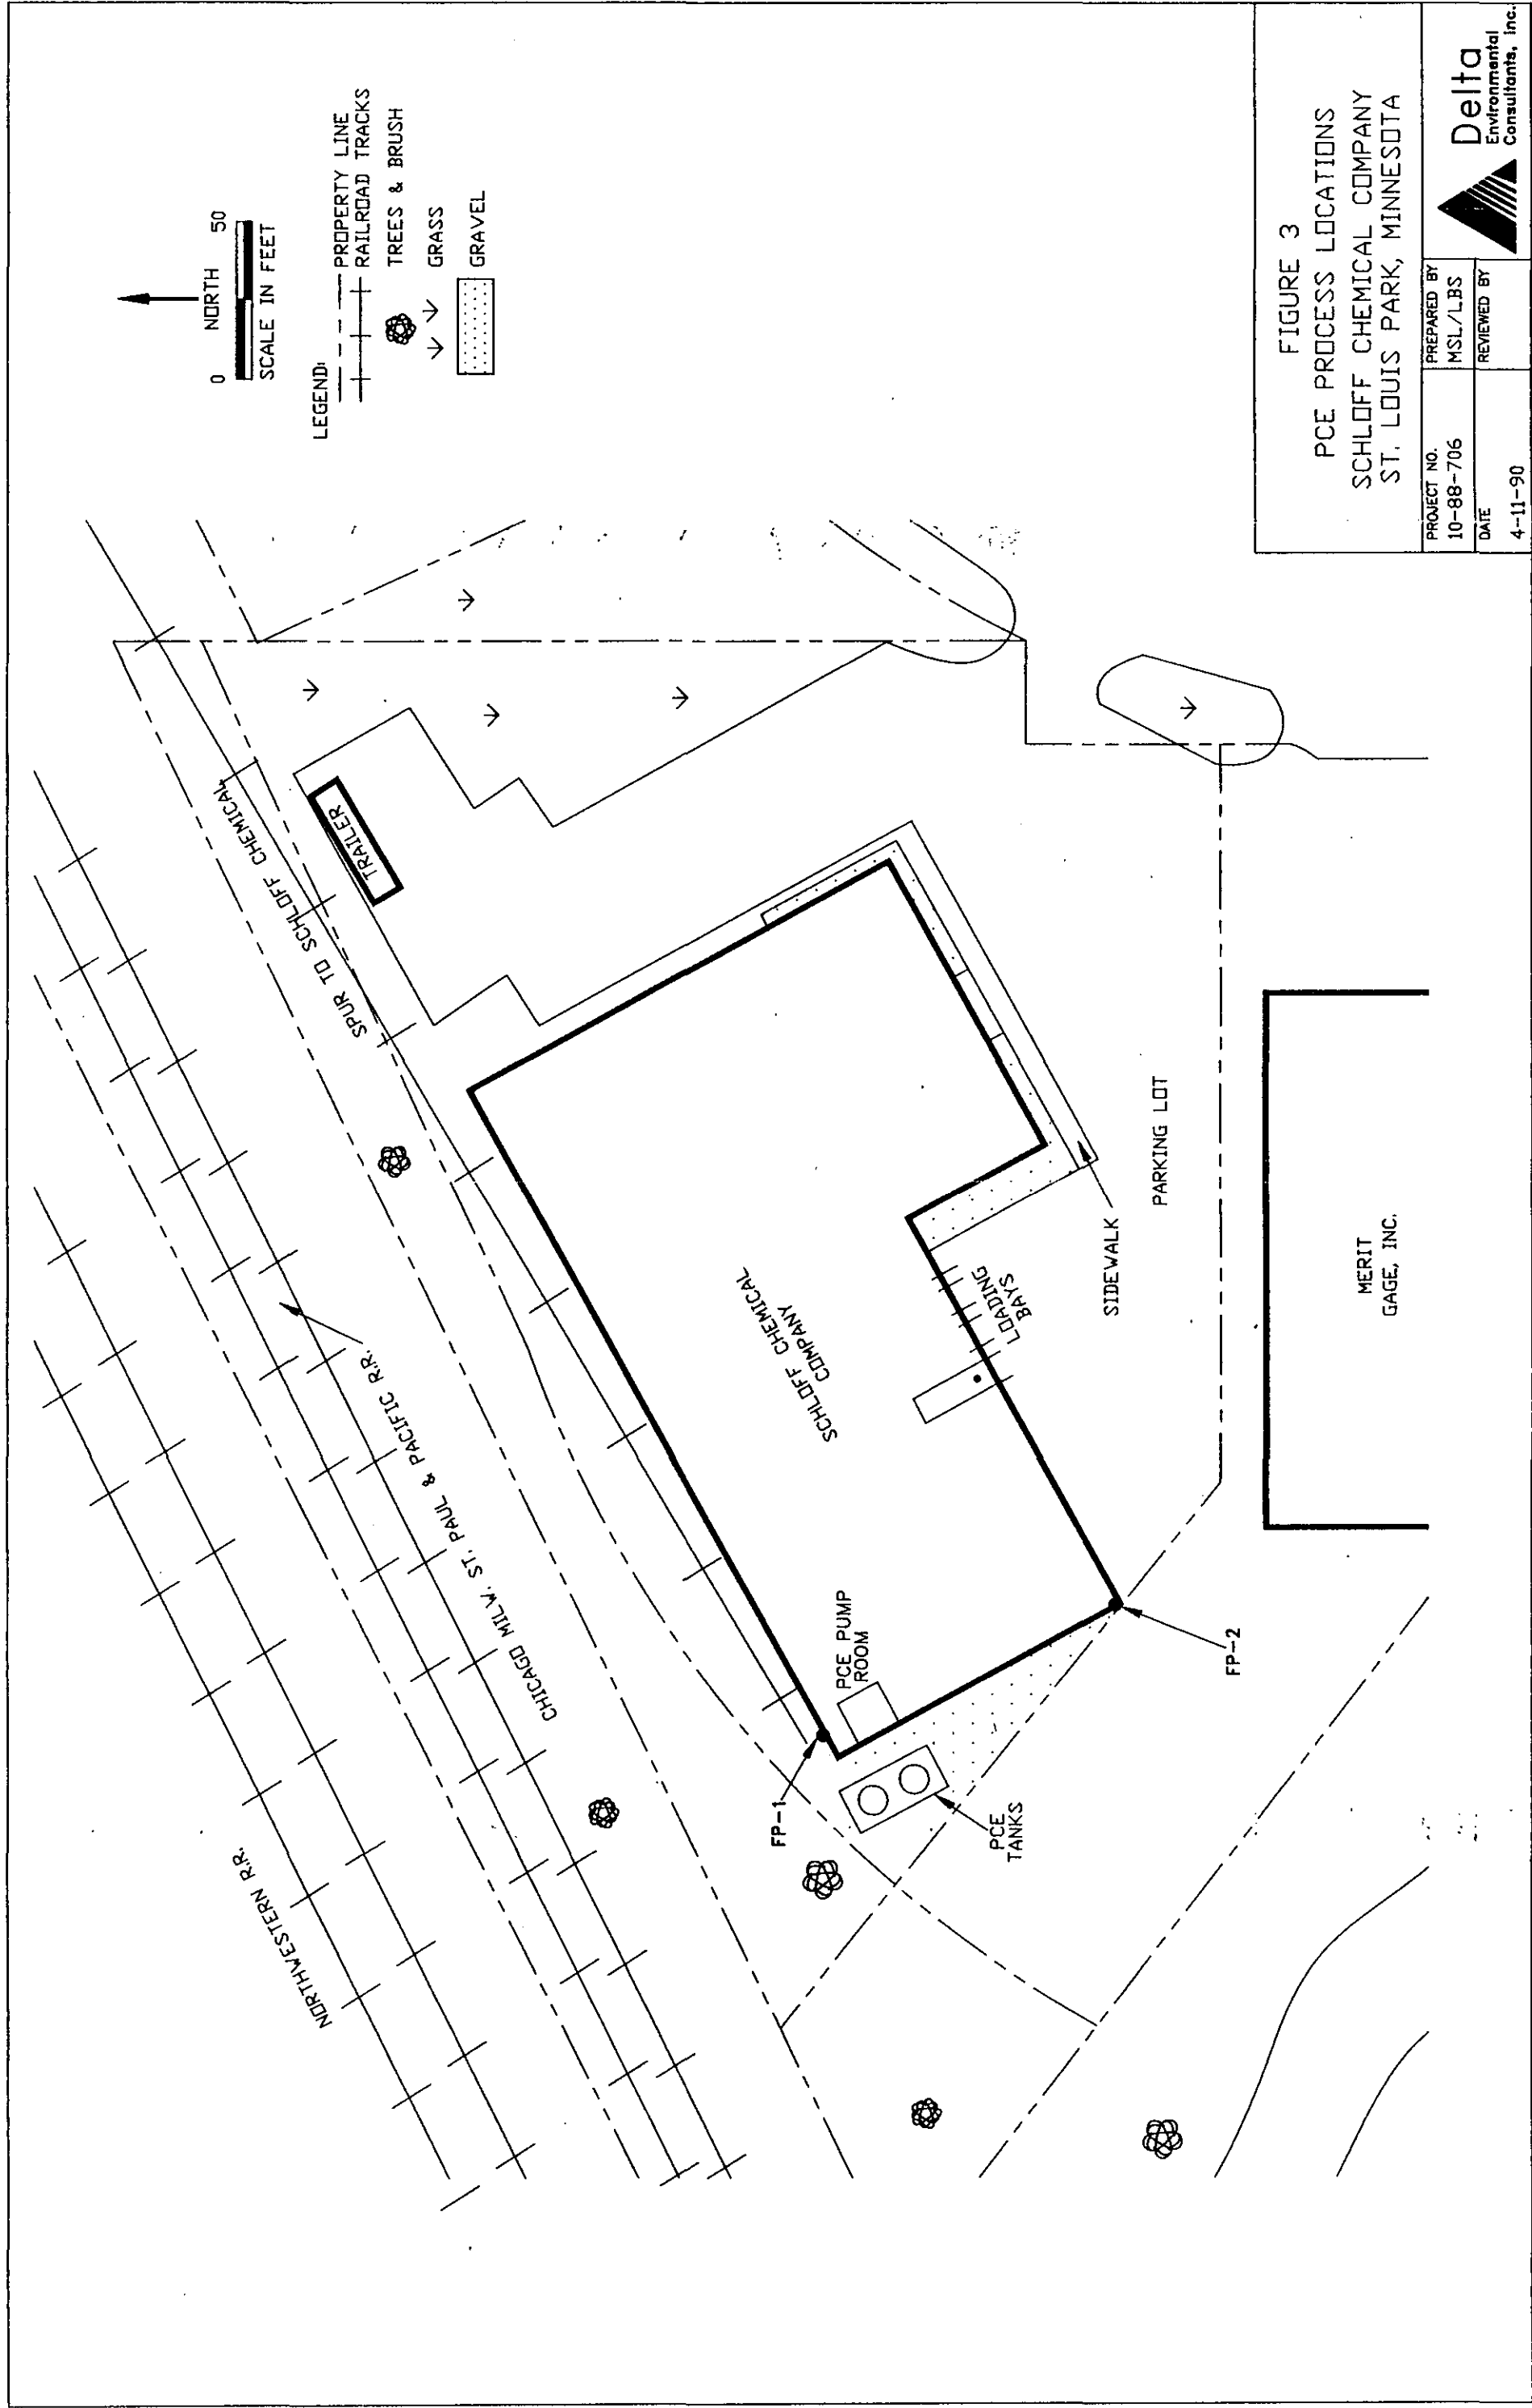 NORTHWESTERN R.R.
CHICAGO MILW. ST. PAUL & PACIFIC R.R.
SPUR TO SCHLOFF CHEMICAL
TRAILER
NORTH
0 50
SCALE IN FEET
LEGEND:
PROPERTY LINE
RAILROAD TRACKS
TREES & BRUSH
GRASS
GRAVEL
FP-1
PCE PUMP
ROOM
PCE
TANKS
SCHLOFF CHEMICAL
COMPANY
LOADING
BAYS
SIDEWALK
PARKING LOT
FP-2
MERIT
GAGE, INC.
FIGURE 3
PCE PROCESS LOCATIONS
SCHLOFF CHEMICAL COMPANY
ST. LOUIS PARK, MINNESOTA
PROJECT NO.
10-88-706
PREPARED BY
MSL/LBS
DATE
4-11-90
REVIEWED BY
Delta
Environmental
Consultants, Inc.